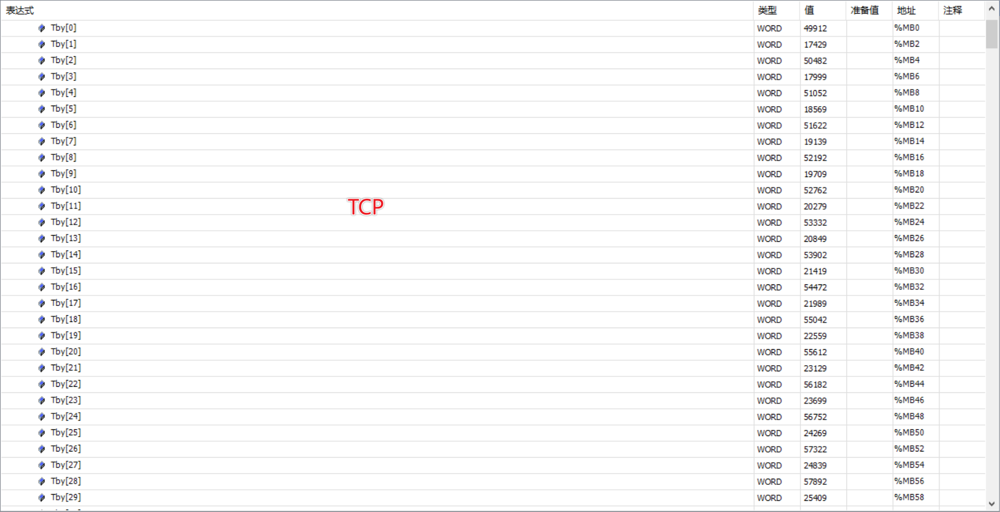 表达式 类型 值 准备值 地址 注释
Tby[0] WORD 49912 %MB0
Tby[1] WORD 17429 %MB2
Tby[2] WORD 50482 %MB4
Tby[3] WORD 17999 %MB6
Tby[4] WORD 51052 %MB8
Tby[5] WORD 18569 %MB10
Tby[6] WORD 51622 %MB12
Tby[7] WORD 19139 %MB14
Tby[8] WORD 52192 %MB16
Tby[9] WORD 19709 %MB18
Tby[10] WORD 52762 %MB20
Tby[11] TCP WORD 20279 %MB22
Tby[12] WORD 53332 %MB24
Tby[13] WORD 20849 %MB26
Tby[14] WORD 53902 %MB28
Tby[15] WORD 21419 %MB30
Tby[16] WORD 54472 %MB32
Tby[17] WORD 21989 %MB34
Tby[18] WORD 55042 %MB36
Tby[19] WORD 22559 %MB38
Tby[20] WORD 55612 %MB40
Tby[21] WORD 23129 %MB42
Tby[22] WORD 56182 %MB44
Tby[23] WORD 23699 %MB46
Tby[24] WORD 56752 %MB48
Tby[25] WORD 24269 %MB50
Tby[26] WORD 57322 %MB52
Tby[27] WORD 24839 %MB54
Tby[28] WORD 57892 %MB56
Tby[29] WORD 25409 %MB58